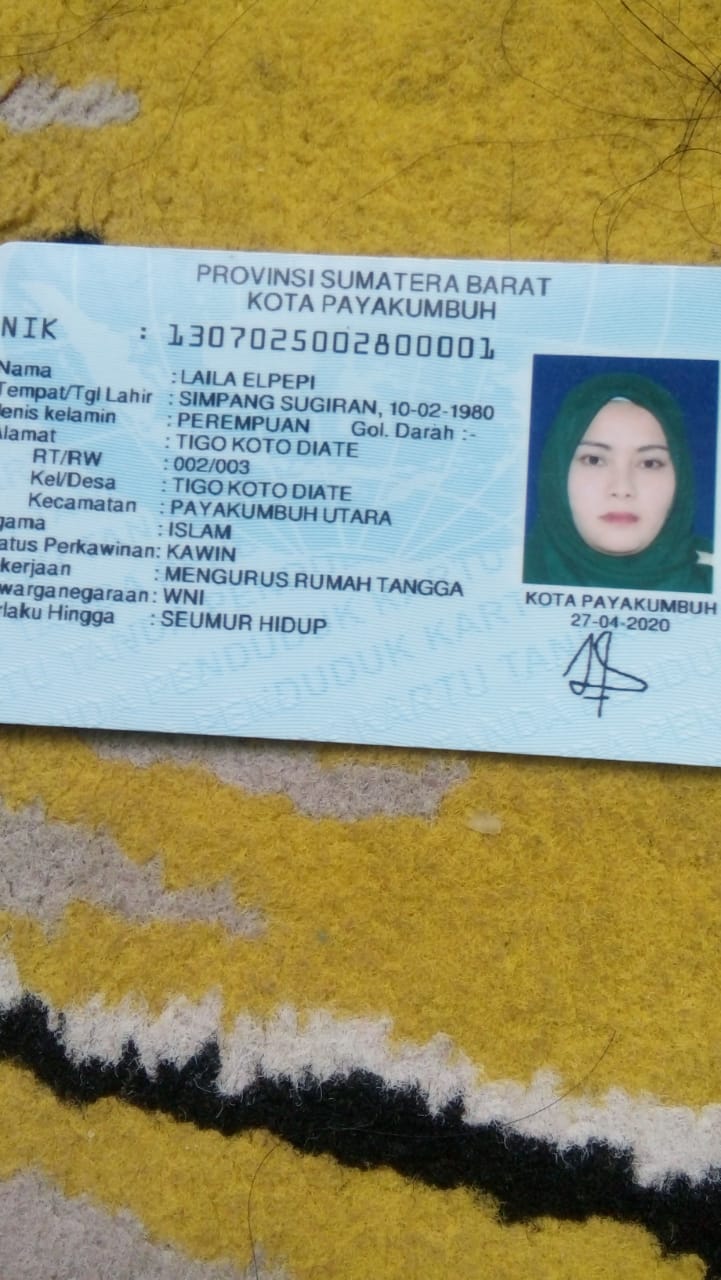 PROVINSI SUMATERA BARAT
KOTA PAYAKUMBUH
NIK : 1307025002800001
Nama : LAILA ELPEPI
Tempat/Tgl Lahir : SIMPANG SUGIRAN, 10-02-1980
Jenis kelamin : PEREMPUAN Gol. Darah :-
Alamat : TIGO KOTO DIATE
RT/RW : 002/003
Kel/Desa : TIGO KOTO DIATE
Kecamatan : PAYAKUMBUH UTARA
gama : ISLAM
atus Perkawinan: KAWIN
kerjaan : MENGURUS RUMAH TANGGA
warganegaraan: WNI
rlaku Hingga : SEUMUR HIDUP
KOTA PAYAKUMBUH
27-04-2020